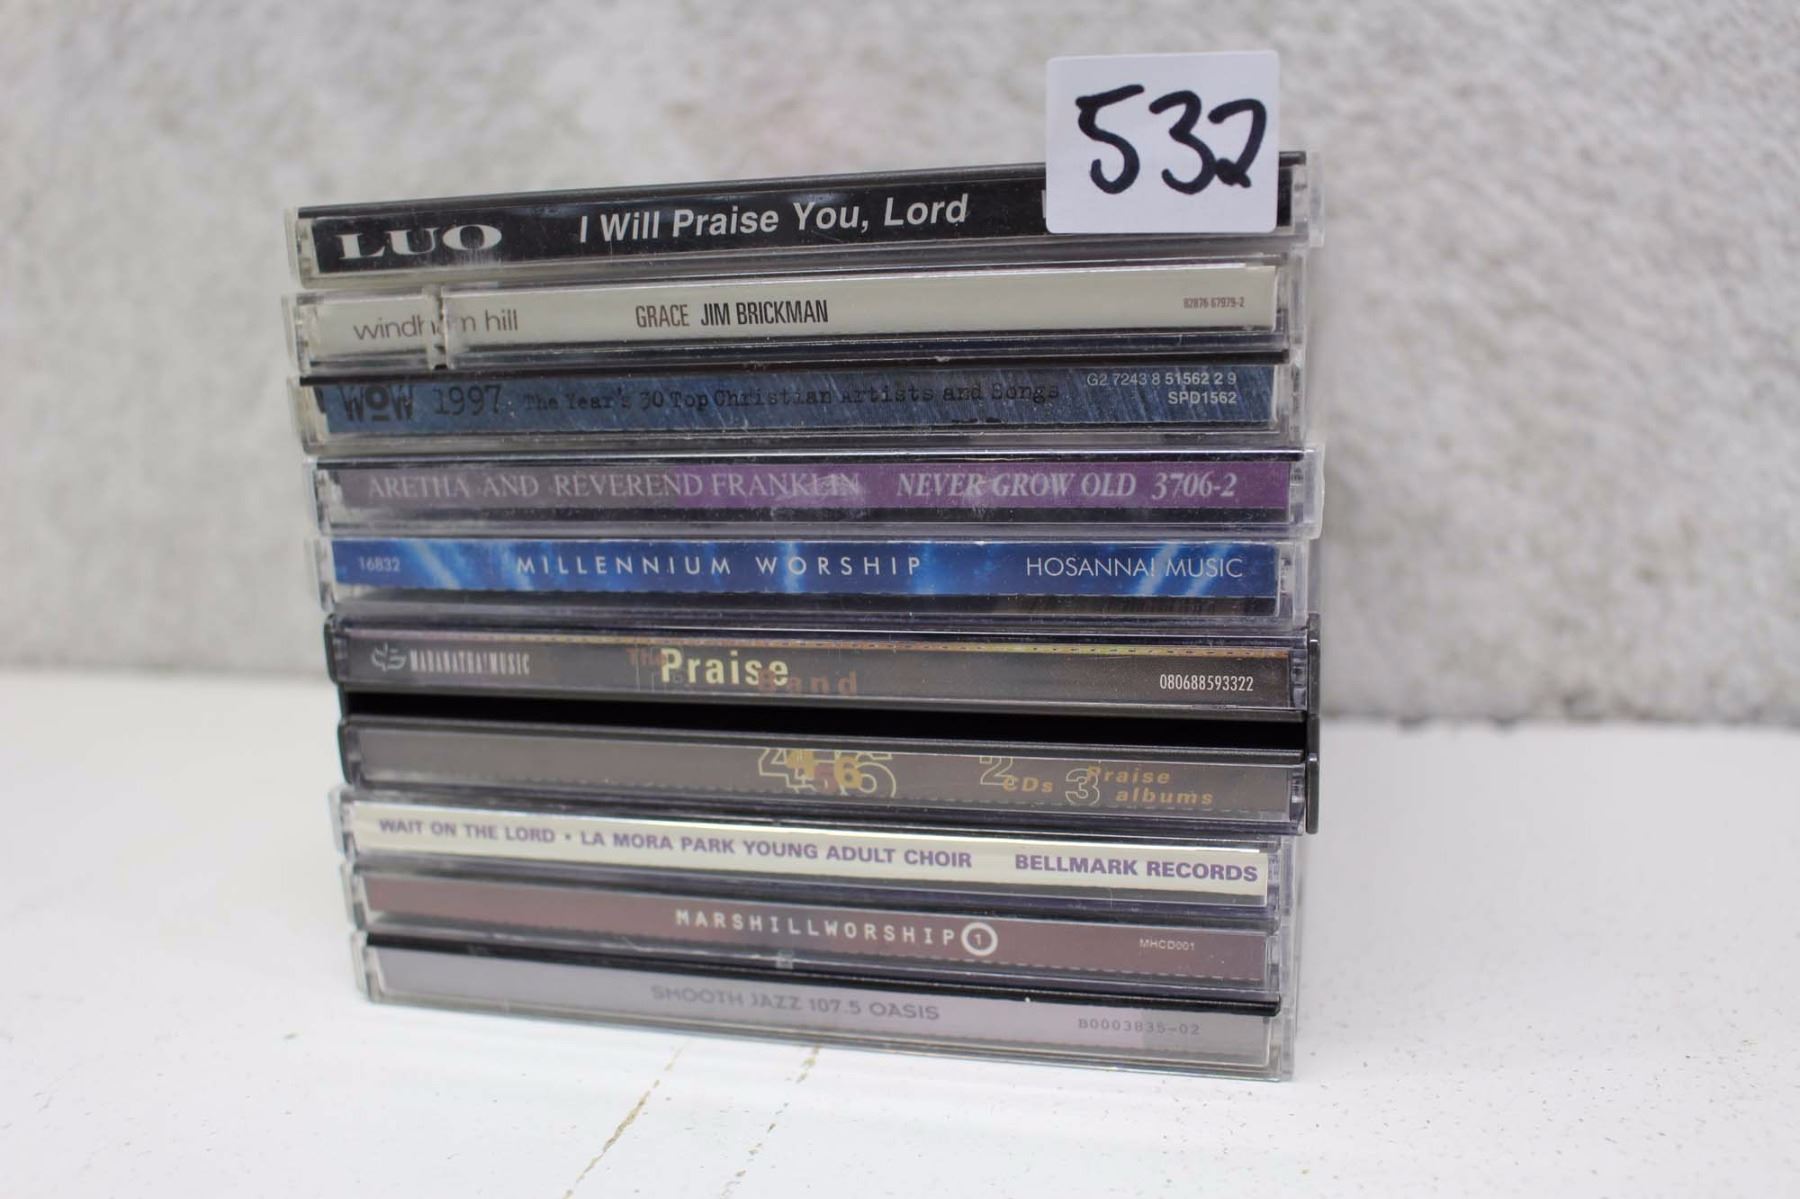 532
LUO I Will Praise You, Lord
windham hill GRACE JIM BRICKMAN 82876 67979-2
WOW 1997 The Year's 30 Top Christian Artists and Songs G2 7243 8 51562 2 9
SPD1562
ARETHA AND REVEREND FRANKLIN NEVER GROW OLD 3706-2
16832 MILLENNIUM WORSHIP HOSANNA! MUSIC
MARANATHA! MUSIC The Praise Band 080688593322
4 5 6 2 CDs 3 Praise albums
WAIT ON THE LORD • LA MORA PARK YOUNG ADULT CHOIR BELLMARK RECORDS
MARSHILLWORSHIP 1 MHCD001
SMOOTH JAZZ 107.5 OASIS B0003835-02